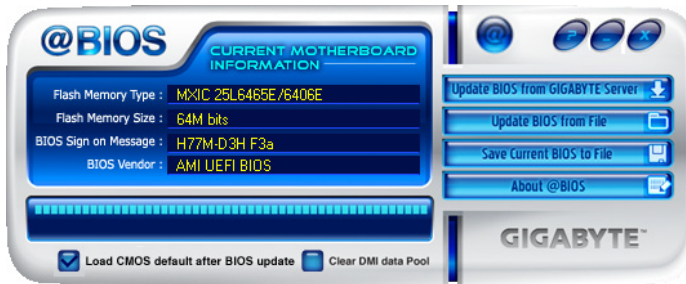 @BIOS
CURRENT MOTHERBOARD
INFORMATION
Flash Memory Type : MXIC 25L6465E/6406E
Flash Memory Size : 64M bits
BIOS Sign on Message : H77M-D3H F3a
BIOS Vendor : AMI UEFI BIOS
Load CMOS default after BIOS update
Clear DMI data Pool
@ ? _ X
Update BIOS from GIGABYTE Server
Update BIOS from File
Save Current BIOS to File
About @BIOS
GIGABYTE™